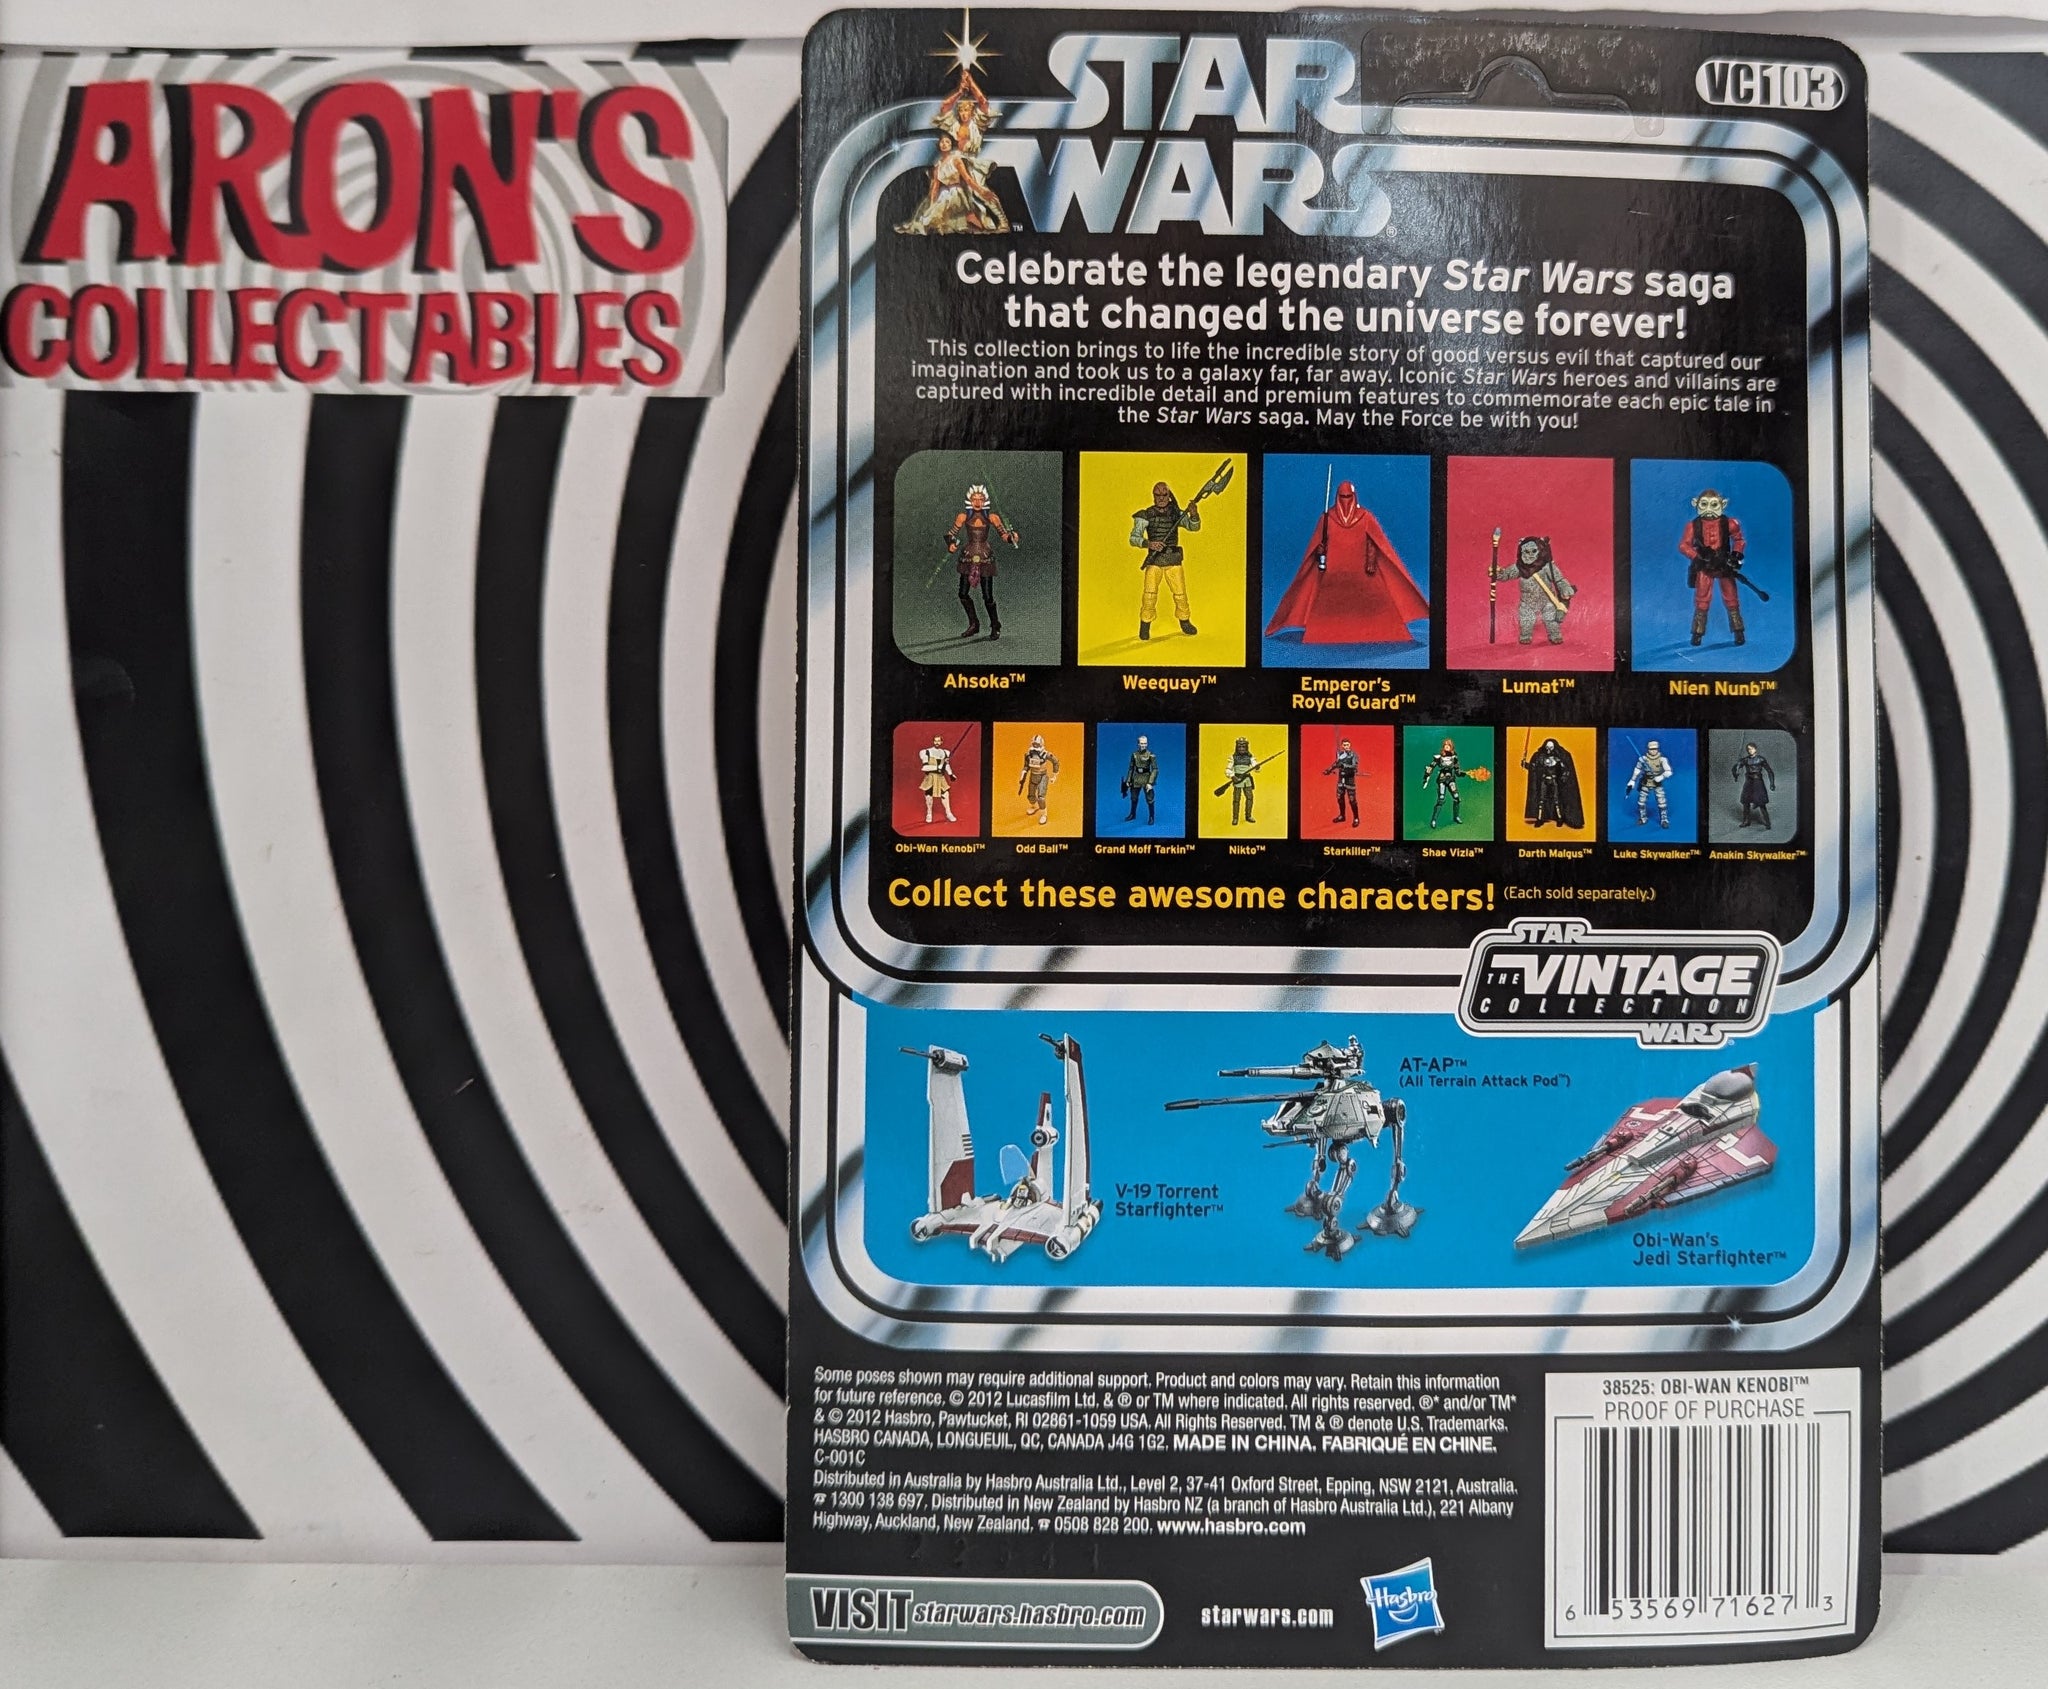 ARON'S
COLLECTABLES
STAR
WARS
VC103
Celebrate the legendary Star Wars saga
that changed the universe forever!
This collection brings to life the incredible story of good versus evil that captured our
imagination and took us to a galaxy far, far away. Iconic Star Wars heroes and villains are
captured with incredible detail and premium features to commemorate each epic tale in
the Star Wars saga. May the Force be with you!
Ahsoka™
Weequay™
Emperor's
Royal Guard™
Lumat™
Nien Nunb™
Obi-Wan Kenobi™
Odd Ball™
Grand Moff Tarkin™
Nikto™
Starkiller™
Shae Vizla™
Darth Malgus™
Luke Skywalker™
Anakin Skywalker™
Collect these awesome characters! (Each sold separately.)
STAR
THE VINTAGE
COLLECTION
WARS
AT-AP™
(All Terrain Attack Pod™)
V-19 Torrent
Starfighter™
Obi-Wan's
Jedi Starfighter™
Some poses shown may require additional support. Product and colors may vary. Retain this information
for future reference. © 2012 Lucasfilm Ltd. & ® or TM where indicated. All rights reserved. ®* and/or TM*
& © 2012 Hasbro, Pawtucket, RI 02861-1059 USA. All Rights Reserved. TM & ® denote U.S. Trademarks.
HASBRO CANADA, LONGUEUIL, QC, CANADA J4G 1G2. MADE IN CHINA. FABRIQUÉ EN CHINE.
C-001C
Distributed in Australia by Hasbro Australia Ltd., Level 2, 37-41 Oxford Street, Epping, NSW 2121, Australia.
☎ 1300 138 697. Distributed in New Zealand by Hasbro NZ (a branch of Hasbro Australia Ltd.), 221 Albany
Highway, Auckland, New Zealand. ☎ 0508 828 200. www.hasbro.com
38525: OBI-WAN KENOBI™
PROOF OF PURCHASE
6 53569 71627 3
VISIT starwars.hasbro.com
starwars.com
Hasbro